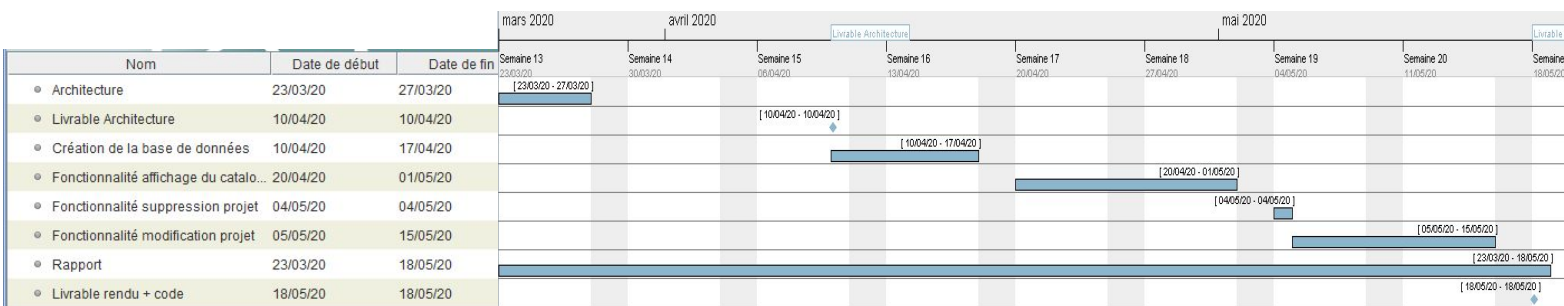 mars 2020 avril 2020 mai 2020
Livrable Architecture Livrable
Nom Date de début Date de fin
Semaine 13 Semaine 14 Semaine 15 Semaine 16 Semaine 17 Semaine 18 Semaine 19 Semaine 20 Semaine
23/03/20 30/03/20 06/04/20 13/04/20 20/04/20 27/04/20 04/05/20 11/05/20 18/05/20
Architecture 23/03/20 27/03/20 [ 23/03/20 - 27/03/20 ]
Livrable Architecture 10/04/20 10/04/20 [ 10/04/20 - 10/04/20 ]
Création de la base de données 10/04/20 17/04/20 [ 10/04/20 - 17/04/20 ]
Fonctionnalité affichage du catalo... 20/04/20 01/05/20 [ 20/04/20 - 01/05/20 ]
Fonctionnalité suppression projet 04/05/20 04/05/20 [ 04/05/20 - 04/05/20 ]
Fonctionnalité modification projet 05/05/20 15/05/20 [ 05/05/20 - 15/05/20 ]
Rapport 23/03/20 18/05/20 [ 23/03/20 - 18/05/20 ]
Livrable rendu + code 18/05/20 18/05/20 [ 18/05/20 - 18/05/20 ]